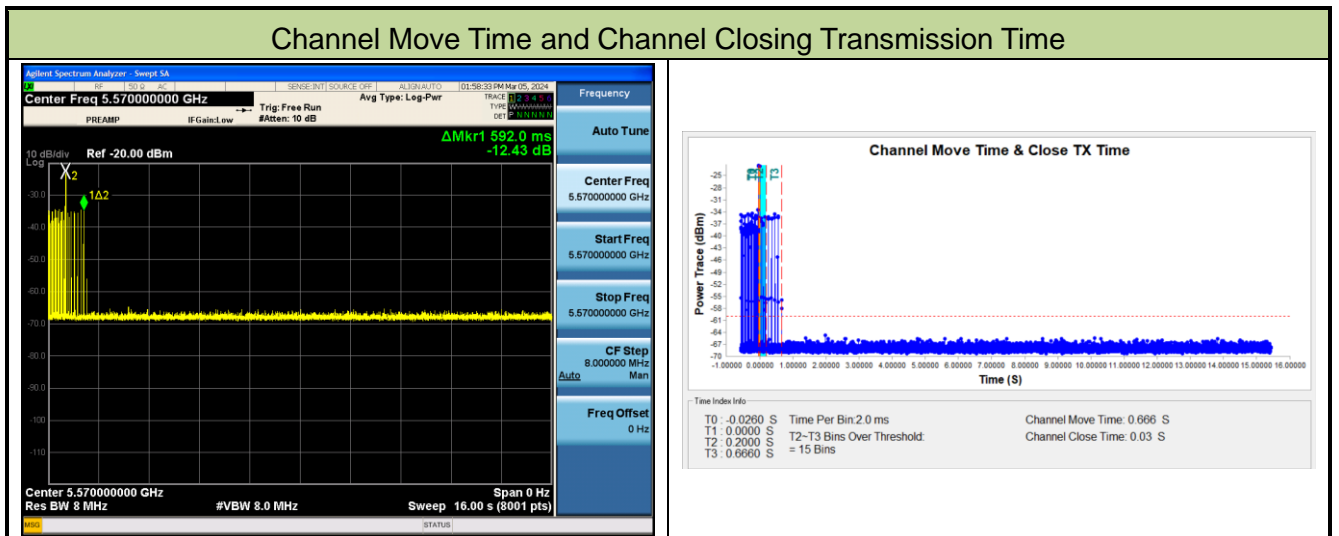 Channel Move Time and Channel Closing Transmission Time
Agilent Spectrum Analyzer - Swept SA
RF 50 Ω AC SENSE:INT SOURCE OFF ALIGN AUTO 01:58:33 PM Mar 05, 2024
Center Freq 5.570000000 GHz
Avg Type: Log-Pwr
TRACE 1 2 3 4 5 6
TYPE
DET P N N N N N
PREAMP
IFGain:Low
Trig: Free Run
#Atten: 10 dB
ΔMkr1 592.0 ms
-12.43 dB
10 dB/div
Log
Ref -20.00 dBm
X2
1Δ2
-30.0
-40.0
-50.0
-60.0
-70.0
-80.0
-90.0
-100
-110
Center 5.570000000 GHz
Span 0 Hz
Res BW 8 MHz
#VBW 8.0 MHz
Sweep 16.00 s (8001 pts)
MSG
STATUS
Frequency
Auto Tune
Center Freq
5.570000000 GHz
Start Freq
5.570000000 GHz
Stop Freq
5.570000000 GHz
CF Step
8.000000 MHz
Auto Man
Freq Offset
0 Hz
Channel Move Time & Close TX Time
T3
Power Trace (dBm)
-25
-28
-31
-34
-37
-40
-43
-46
-49
-52
-55
-58
-61
-64
-67
-70
-1.00000 0.00000 1.00000 2.00000 3.00000 4.00000 5.00000 6.00000 7.00000 8.00000 9.00000 10.00000 11.00000 12.00000 13.00000 14.00000 15.00000 16.00000
Time (S)
Time Index Info
T0 : -0.0260 S
T1 : 0.0000 S
T2 : 0.2000 S
T3 : 0.6660 S
Time Per Bin:2.0 ms
T2~T3 Bins Over Threshold:
= 15 Bins
Channel Move Time: 0.666 S
Channel Close Time: 0.03 S